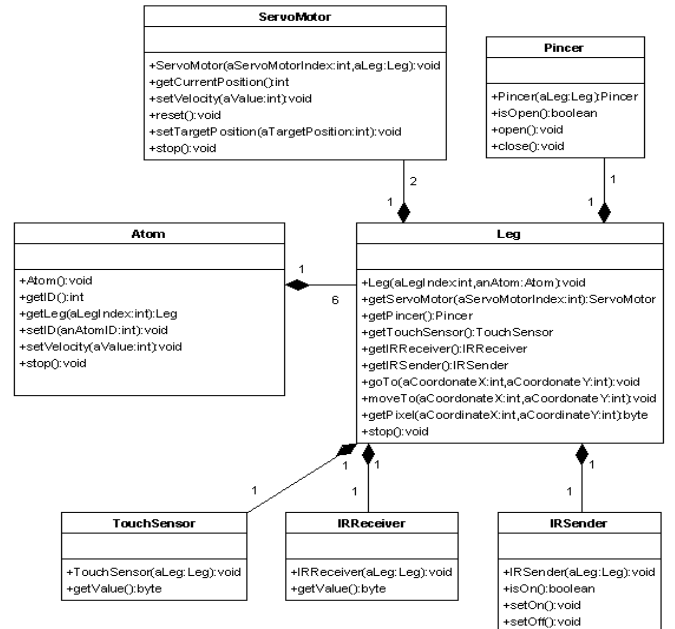 ServoMotor
+ServoMotor(aServoMotorIndex:int,aLeg:Leg):void
+getCurrentPosition():int
+setVelocity(aValue:int):void
+reset():void
+setTargetPosition(aTargetPosition:int):void
+stop():void
Pincer
+Pincer(aLeg:Leg):Pincer
+isOpen():boolean
+open():void
+close():void
2
1
1
1
Atom
+Atom():void
+getID():int
+getLeg(aLegIndex:int):Leg
+setID(anAtomID:int):void
+setVelocity(aValue:int):void
+stop():void
1
6
Leg
+Leg(aLegIndex:int,anAtom:Atom):void
+getServoMotor(aServoMotorIndex:int):ServoMotor
+getPincer():Pincer
+getTouchSensor():TouchSensor
+getIRReceiver():IRReceiver
+getIRSender():IRSender
+goTo(aCoordonateX:int,aCoordonateY:int):void
+moveTo(aCoordonateX:int,aCoordonateY:int):void
+getPixel(aCoordinateX:int,aCoordinateY:int):byte
+stop():void
1
1
1
1
1
1
TouchSensor
+TouchSensor(aLeg:Leg):void
+getValue():byte
IRReceiver
+IRReceiver(aLeg:Leg):void
+getValue():byte
IRSender
+IRSender(aLeg:Leg):void
+isOn():boolean
+setOn():void
+setOff():void